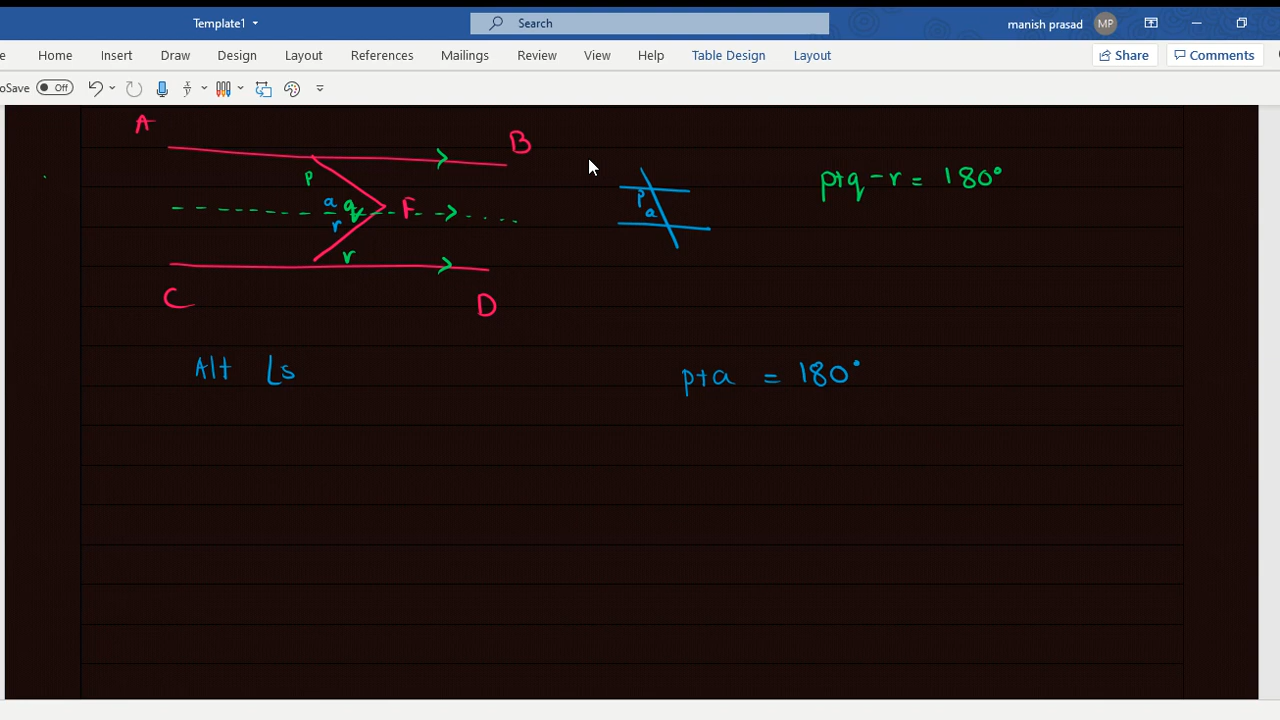 Template1
Search
manish prasad MP
e Home Insert Draw Design Layout References Mailings Review View Help Table Design Layout Share Comments
oSave Off
A
B
p
p+q-r = 180°
a q F
p
a
r
r
C
D
Alt ∠s
p+a = 180°